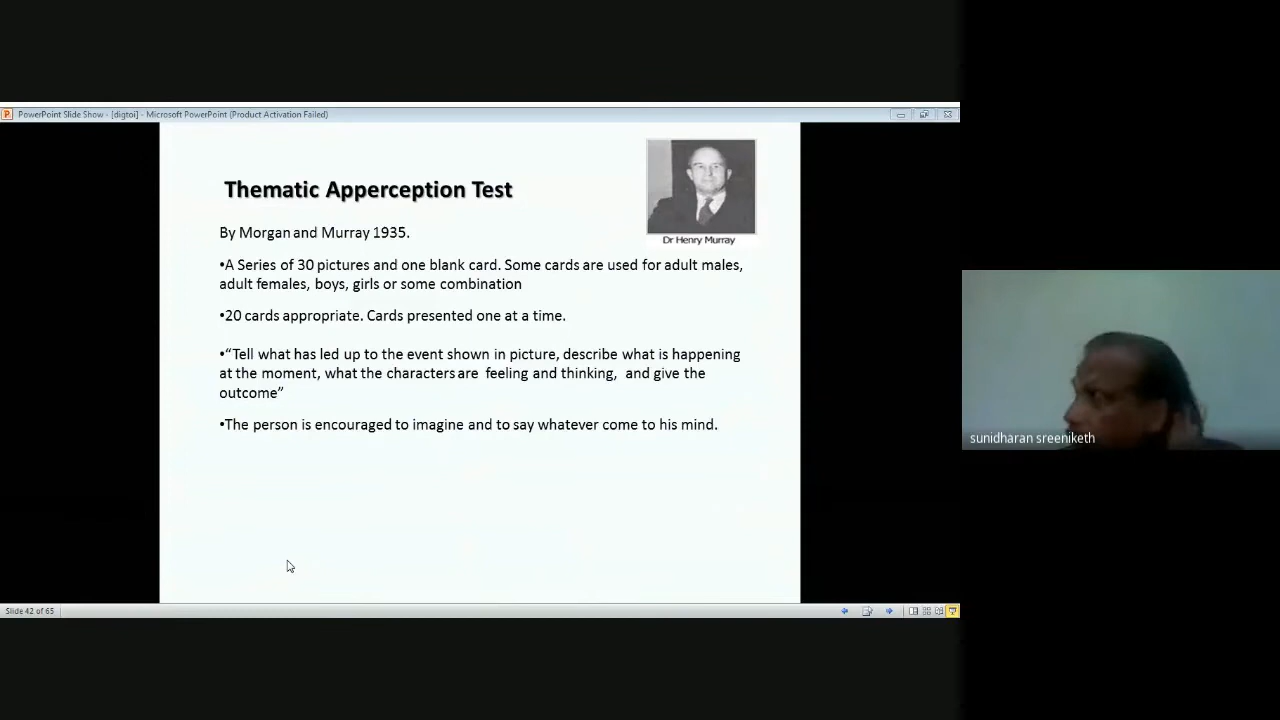 PowerPoint Slide Show - [digtoi] - Microsoft PowerPoint (Product Activation Failed)
Thematic Apperception Test
Dr Henry Murray
By Morgan and Murray 1935.
•A Series of 30 pictures and one blank card. Some cards are used for adult males,
adult females, boys, girls or some combination
•20 cards appropriate. Cards presented one at a time.
•“Tell what has led up to the event shown in picture, describe what is happening
at the moment, what the characters are feeling and thinking, and give the
outcome”
•The person is encouraged to imagine and to say whatever come to his mind.
sunidharan sreeniketh
Slide 42 of 65